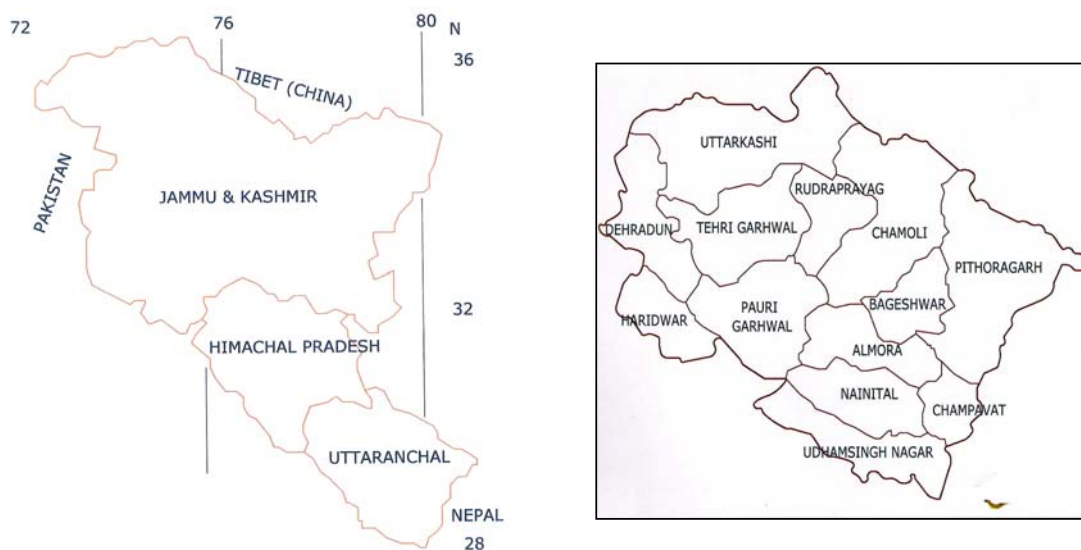 72
76
80
N
36
TIBET (CHINA)
PAKISTAN
JAMMU & KASHMIR
32
HIMACHAL PRADESH
UTTARANCHAL
NEPAL
28
UTTARKASHI
RUDRAPRAYAG
DEHRADUN
TEHRI GARHWAL
CHAMOLI
PITHORAGARH
BAGESHWAR
PAURI
GARHWAL
HARIDWAR
ALMORA
NAINITAL
CHAMPAVAT
UDHAMSINGH NAGAR